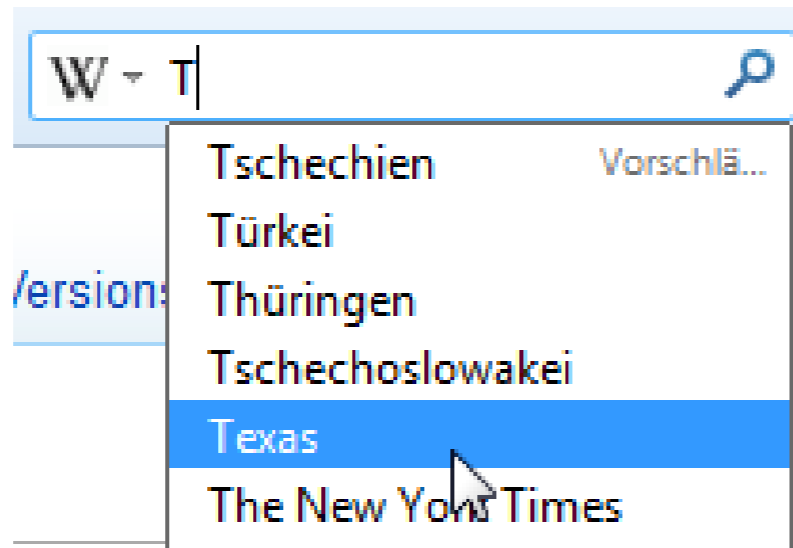 W T
Tschechien Vorschlä...
Türkei
Versions
Thüringen
Tschechoslowakei
Texas
The New York Times